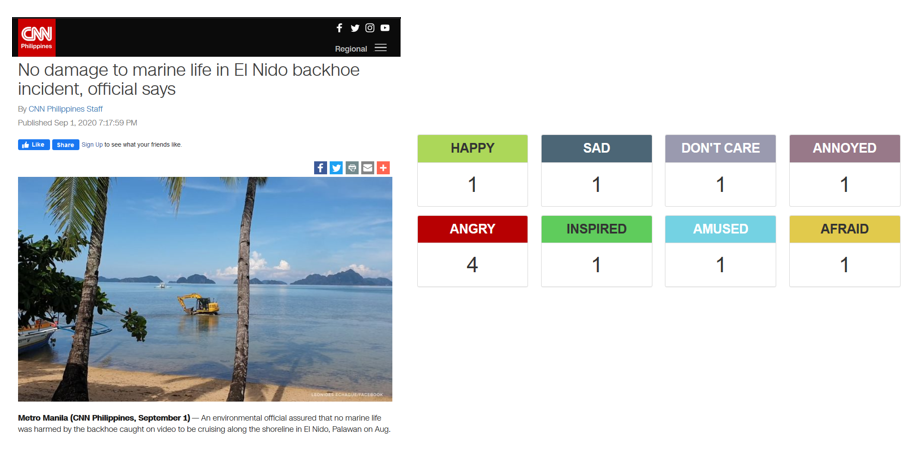 CNN
Philippines
Regional
No damage to marine life in El Nido backhoe
incident, official says
By CNN Philippines Staff
Published Sep 1, 2020 7:17:59 PM
Like Share Sign Up to see what your friends like.
Metro Manila (CNN Philippines, September 1) — An environmental official assured that no marine life
was harmed by the backhoe caught on video to be cruising along the shoreline in El Nido, Palawan on Aug.
HAPPY SAD DON'T CARE ANNOYED
1 1 1 1
ANGRY INSPIRED AMUSED AFRAID
4 1 1 1